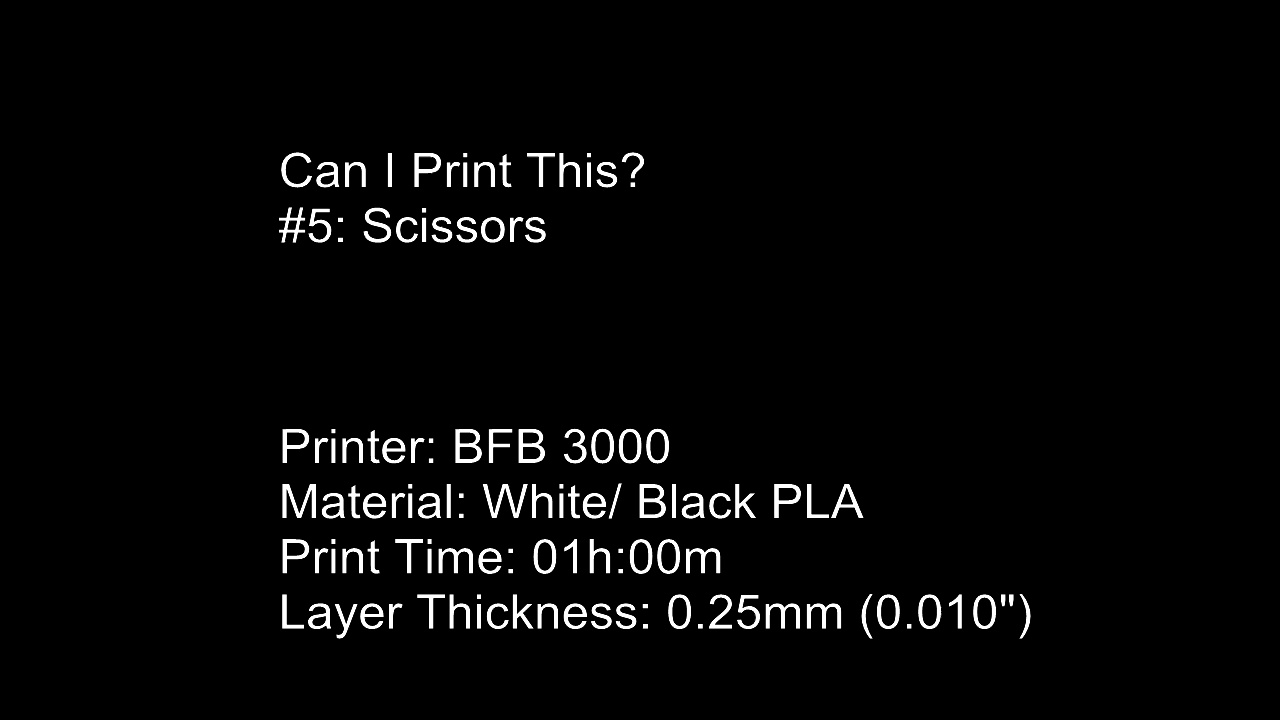 Can I Print This?
#5: Scissors
Printer: BFB 3000
Material: White/ Black PLA
Print Time: 01h:00m
Layer Thickness: 0.25mm (0.010")